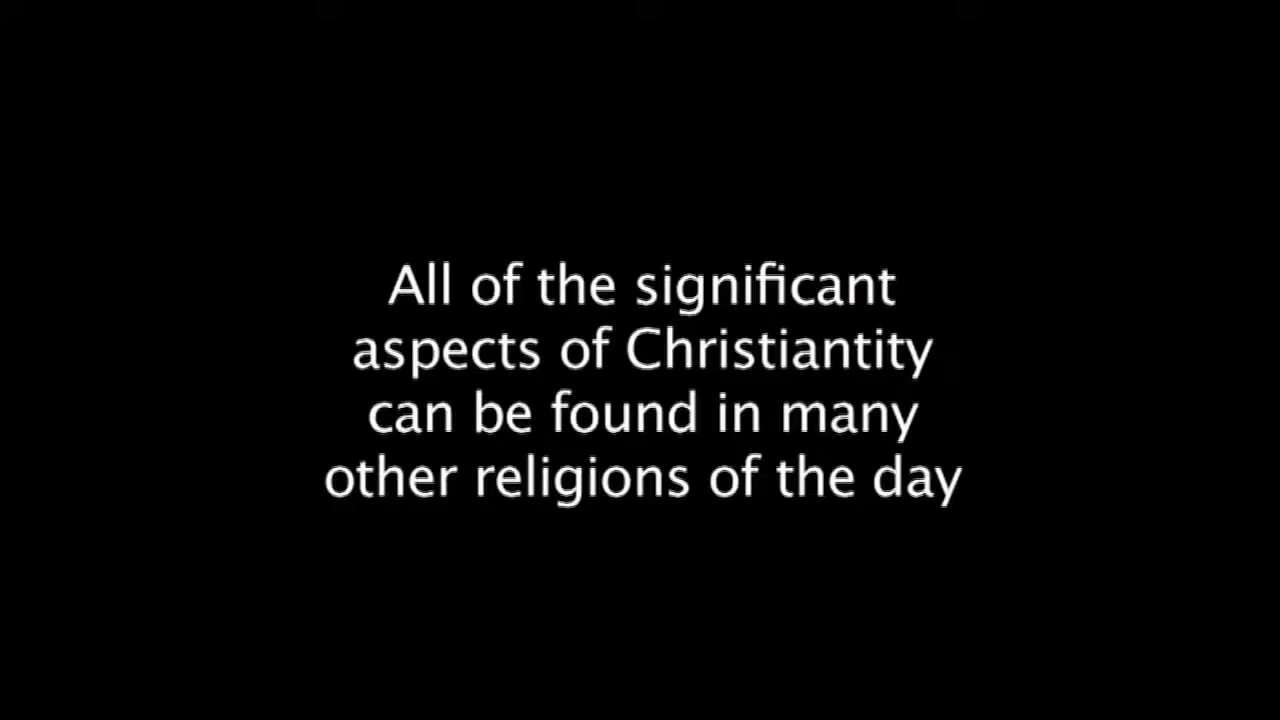 All of the significant
aspects of Christiantity
can be found in many
other religions of the day